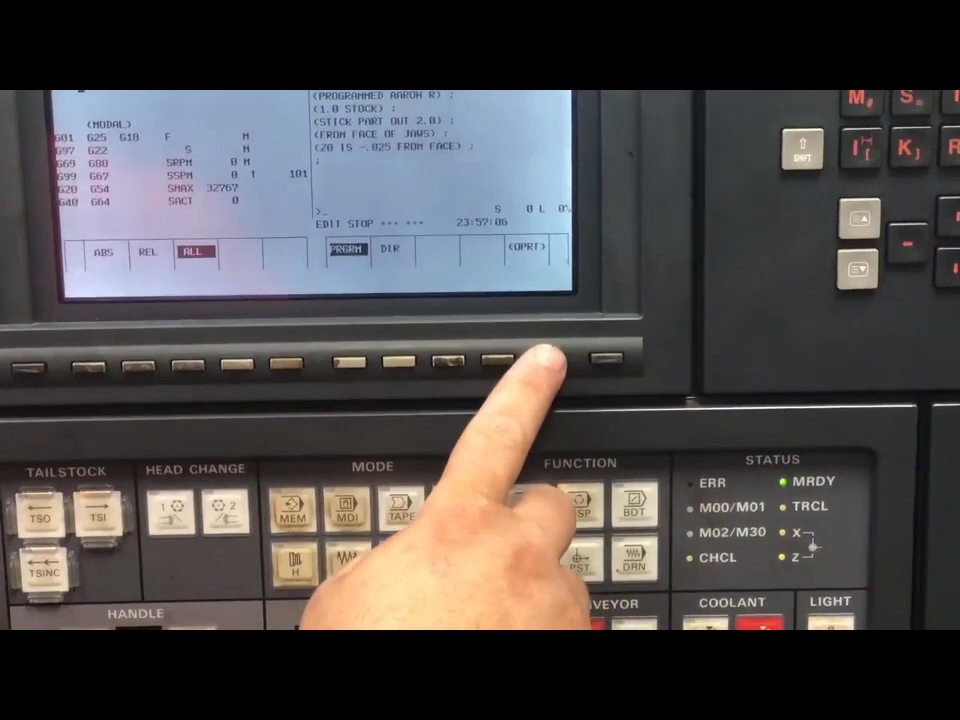 (PROGRAMMED AARON R) ;
(1.0 STOCK) ;
(STICK PART OUT 2.0) ;
(FROM FACE OF JAWS) ;
(Z0 IS -.025 FROM FACE) ;
;
(MODAL)
G01 G25 G18 F M
G97 G22 S M
G69 G80 SRPM 0 M
G99 G67 SSPM 0 T 101
G20 G54 SMAX 32767
G40 G64 SACT 0
>_
S 0 L 0%
EDIT STOP *** *** 23:57:06
ABS REL ALL PRGRM DIR (OPRT)
M S
SHIFT
I K R
TAILSTOCK
TSO TSI
TSINC
HEAD CHANGE
1 2
MODE
MEM MDI TAPE
H
FUNCTION
SP BDT
PST DRN
STATUS
ERR MRDY
M00/M01 TRCL
M02/M30 X
CHCL Z
HANDLE
VEYOR
COOLANT
LIGHT